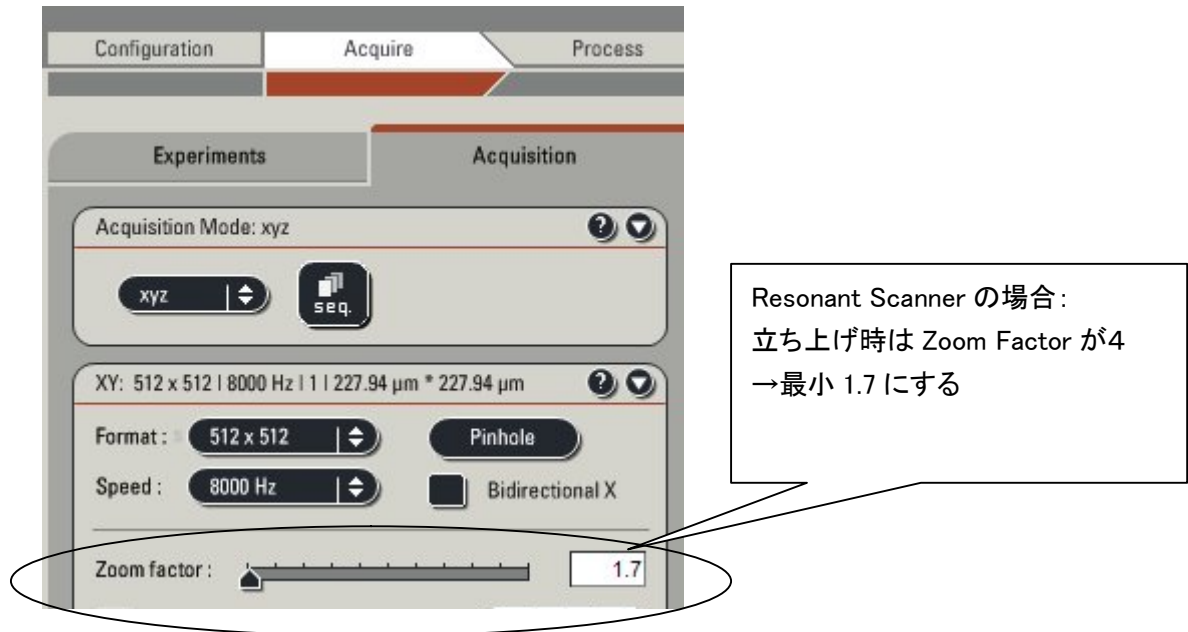 Configuration Acquire Process
Experiments Acquisition
Acquisition Mode: xyz
xyz
seq.
XY: 512 x 512 | 8000 Hz | 1 | 227.94 µm * 227.94 µm
Format : 512 x 512 Pinhole
Speed : 8000 Hz Bidirectional X
Zoom factor : 1.7
Resonant Scanner の場合:
立ち上げ時は Zoom Factor が4
→最小 1.7 にする